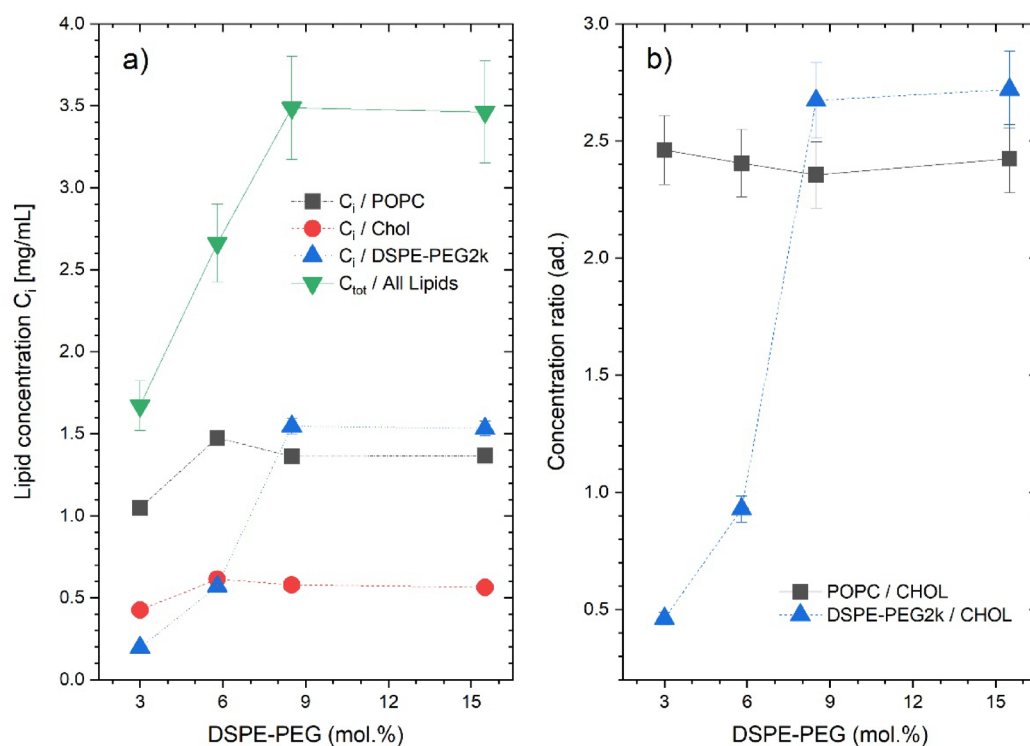 a)
Lipid concentration Cᵢ [mg/mL]
4.0
3.5
3.0
2.5
2.0
1.5
1.0
0.5
0.0
Cᵢ / POPC
Cᵢ / Chol
Cᵢ / DSPE-PEG2k
Cₜₒₜ / All Lipids
3 6 9 12 15
DSPE-PEG (mol.%)
b)
Concentration ratio (ad.)
3.0
2.5
2.0
1.5
1.0
0.5
POPC / CHOL
DSPE-PEG2k / CHOL
3 6 9 12 15
DSPE-PEG (mol.%)